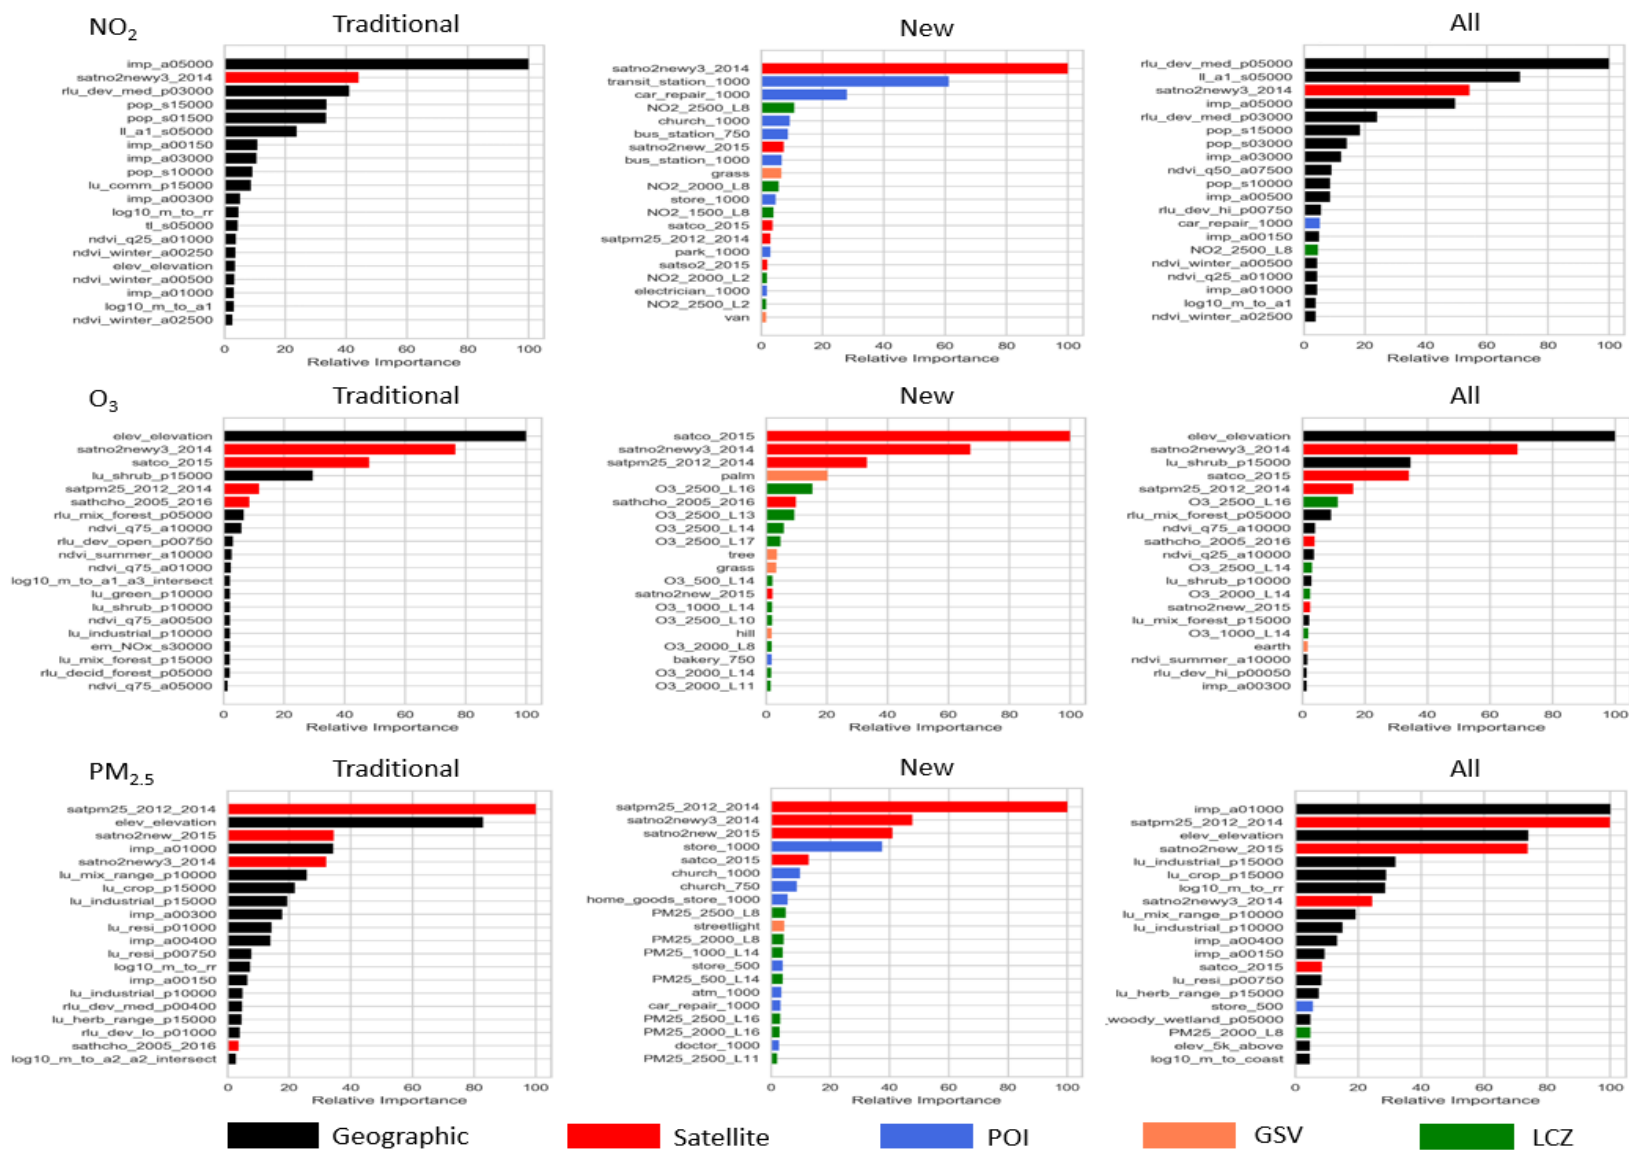 NO2
Traditional
New
All
imp_a05000
satno2newy3_2014
rlu_dev_med_p03000
pop_s15000
pop_s01500
ll_a1_s05000
imp_a00150
imp_a03000
pop_s10000
lu_comm_p15000
imp_a00300
log10_m_to_rr
tl_s05000
ndvi_q25_a01000
ndvi_winter_a00250
elev_elevation
ndvi_winter_a00500
imp_a01000
log10_m_to_a1
ndvi_winter_a02500
0 20 40 60 80 100
Relative Importance
satno2newy3_2014
transit_station_1000
car_repair_1000
NO2_2500_L8
church_1000
bus_station_750
satno2new_2015
bus_station_1000
grass
NO2_2000_L8
store_1000
NO2_1500_L8
satco_2015
satpm25_2012_2014
park_1000
satso2_2015
NO2_2000_L2
electrician_1000
NO2_2500_L2
van
0 20 40 60 80 100
Relative Importance
rlu_dev_med_p05000
ll_a1_s05000
satno2newy3_2014
imp_a05000
rlu_dev_med_p03000
pop_s15000
pop_s03000
imp_a03000
ndvi_q50_a07500
pop_s10000
imp_a00500
rlu_dev_hi_p00750
car_repair_1000
imp_a00150
NO2_2500_L8
ndvi_winter_a00500
ndvi_q25_a01000
imp_a01000
log10_m_to_a1
ndvi_winter_a02500
0 20 40 60 80 100
Relative Importance
O3
Traditional
New
All
elev_elevation
satno2newy3_2014
satco_2015
lu_shrub_p15000
satpm25_2012_2014
sathcho_2005_2016
rlu_mix_forest_p05000
ndvi_q75_a10000
rlu_dev_open_p00750
ndvi_summer_a10000
ndvi_q75_a01000
log10_m_to_a1_a3_intersect
lu_green_p10000
lu_shrub_p10000
ndvi_q75_a00500
lu_industrial_p10000
em_NOx_s30000
lu_mix_forest_p15000
rlu_decid_forest_p05000
ndvi_q75_a05000
0 20 40 60 80 100
Relative Importance
satco_2015
satno2newy3_2014
satpm25_2012_2014
palm
O3_2500_L16
sathcho_2005_2016
O3_2500_L13
O3_2500_L14
O3_2500_L17
tree
grass
O3_500_L14
satno2new_2015
O3_1000_L14
O3_2500_L10
hill
O3_2000_L8
bakery_750
O3_2000_L14
O3_2000_L11
0 20 40 60 80 100
Relative Importance
elev_elevation
satno2newy3_2014
lu_shrub_p15000
satco_2015
satpm25_2012_2014
O3_2500_L16
rlu_mix_forest_p05000
ndvi_q75_a10000
sathcho_2005_2016
ndvi_q25_a10000
O3_2500_L14
lu_shrub_p10000
O3_2000_L14
satno2new_2015
lu_mix_forest_p15000
O3_1000_L14
earth
ndvi_summer_a10000
rlu_dev_hi_p00050
imp_a00300
0 20 40 60 80 100
Relative Importance
PM2.5
Traditional
New
All
satpm25_2012_2014
elev_elevation
satno2new_2015
imp_a01000
satno2newy3_2014
lu_mix_range_p10000
lu_crop_p15000
lu_industrial_p15000
imp_a00300
lu_resi_p01000
imp_a00400
lu_resi_p00750
log10_m_to_rr
imp_a00150
lu_industrial_p10000
rlu_dev_med_p00400
lu_herb_range_p15000
rlu_dev_lo_p01000
sathcho_2005_2016
log10_m_to_a2_a2_intersect
0 20 40 60 80 100
Relative Importance
satpm25_2012_2014
satno2newy3_2014
satno2new_2015
store_1000
satco_2015
church_1000
church_750
home_goods_store_1000
PM25_2500_L8
streetlight
PM25_2000_L8
PM25_1000_L14
store_500
PM25_500_L14
atm_1000
car_repair_1000
PM25_2500_L16
PM25_2000_L16
doctor_1000
PM25_2500_L11
0 20 40 60 80 100
Relative Importance
imp_a01000
satpm25_2012_2014
elev_elevation
satno2new_2015
lu_industrial_p15000
lu_crop_p15000
log10_m_to_rr
satno2newy3_2014
lu_mix_range_p10000
lu_industrial_p10000
imp_a00400
imp_a00150
satco_2015
lu_resi_p00750
lu_herb_range_p15000
store_500
_woody_wetland_p05000
PM25_2000_L8
elev_5k_above
log10_m_to_coast
0 20 40 60 80 100
Relative Importance
Geographic
Satellite
POI
GSV
LCZ